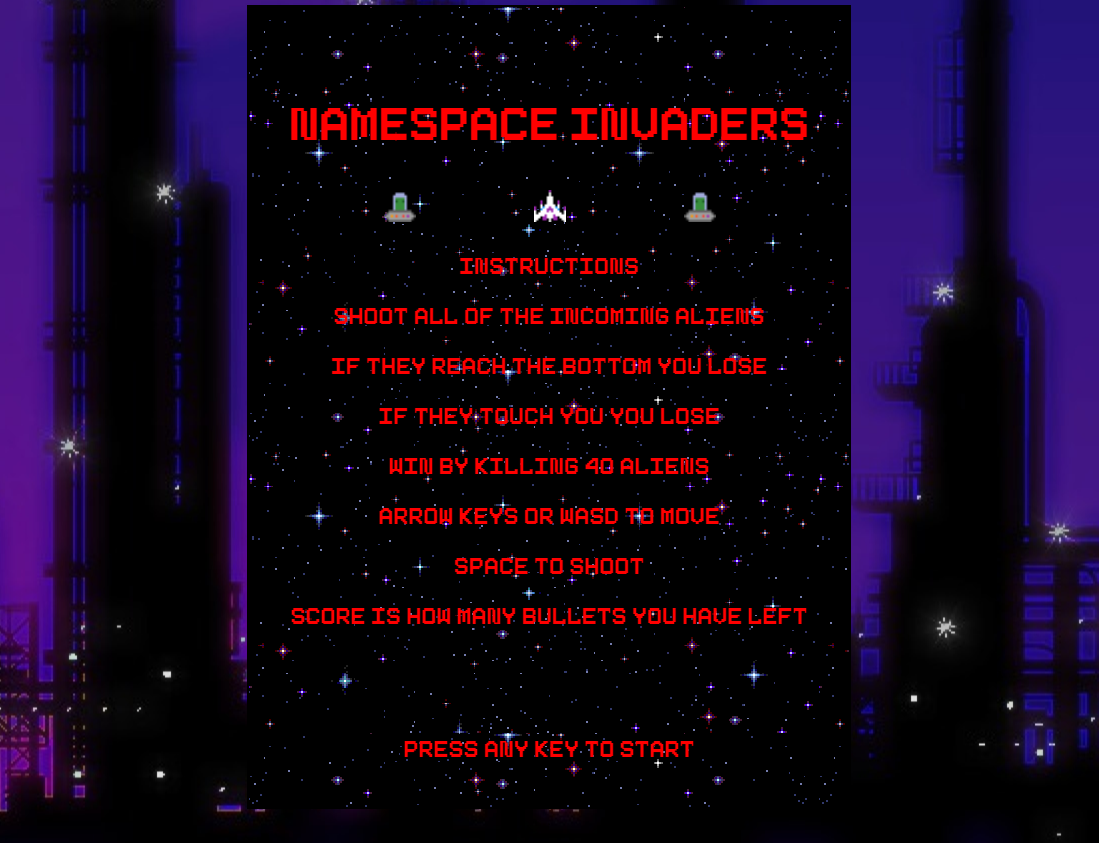 NAMESPACE INVADERS
INSTRUCTIONS
SHOOT ALL OF THE INCOMING ALIENS
IF THEY REACH THE BOTTOM YOU LOSE
IF THEY TOUCH YOU YOU LOSE
WIN BY KILLING 40 ALIENS
ARROW KEYS OR WASD TO MOVE
SPACE TO SHOOT
SCORE IS HOW MANY BULLETS YOU HAVE LEFT
PRESS ANY KEY TO START